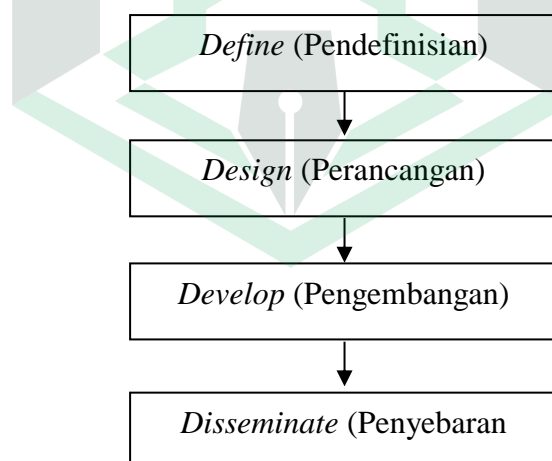 Define (Pendefinisian)
Design (Perancangan)
Develop (Pengembangan)
Disseminate (Penyebaran